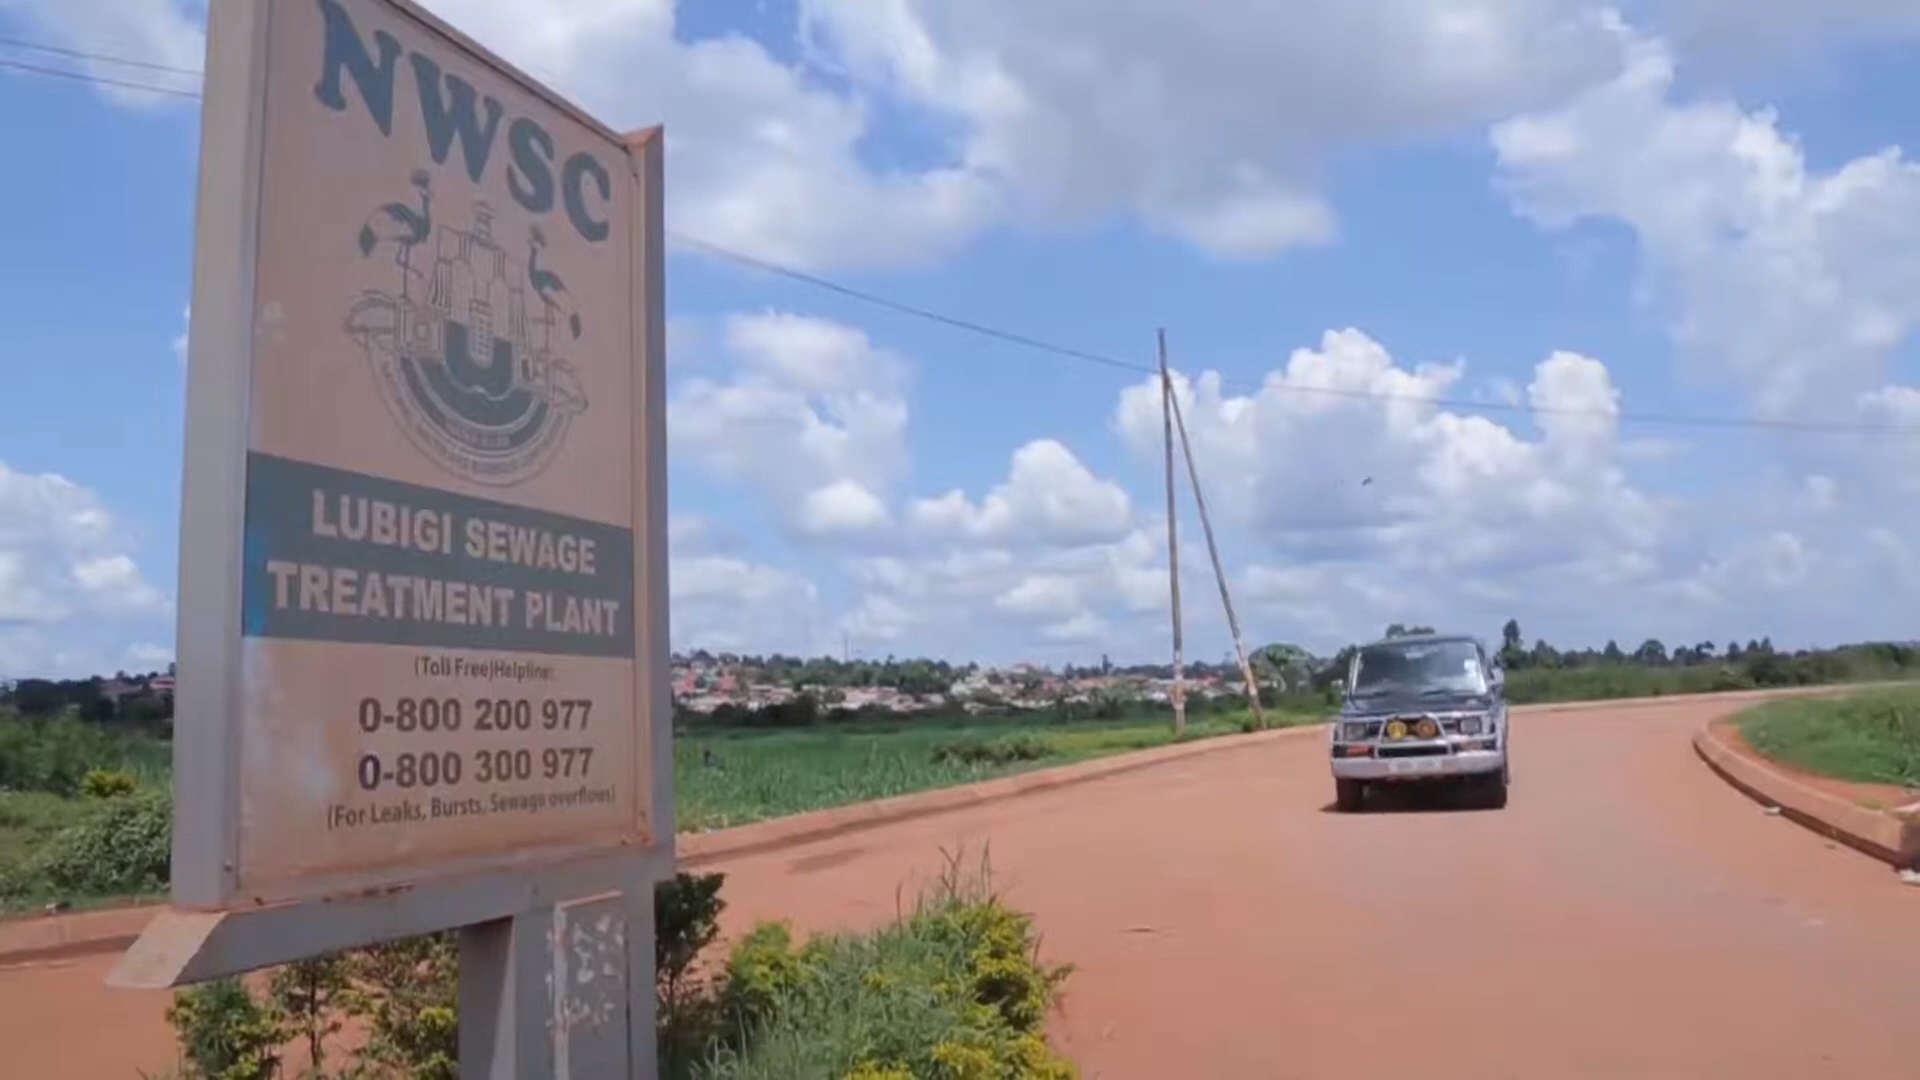 NWSC
LUBIGI SEWAGE
TREATMENT PLANT
(Toll Free)Helpline:
0-800 200 977
0-800 300 977
(For Leaks, Bursts, Sewage overflows)